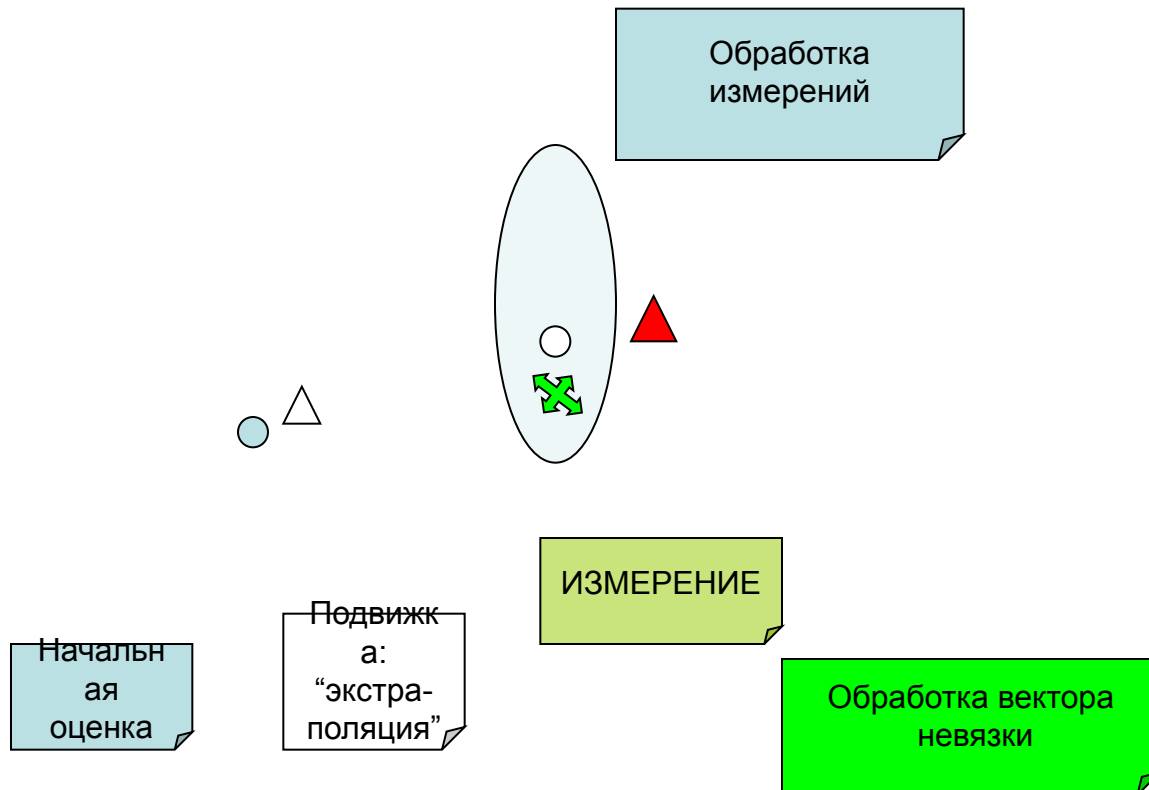 Обработка
измерений
ИЗМЕРЕНИЕ
Подвижк
а:
“экстра-
поляция”
Начальн
ая
оценка
Обработка вектора
невязки